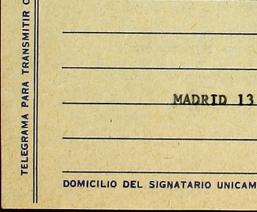 TELEGRAMA PARA TRANSMITIR
MADRID 13
DOMICILIO DEL SIGNATARIO UNICAM